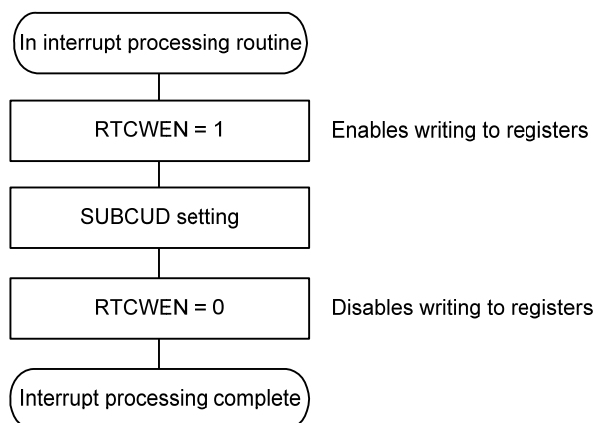 In interrupt processing routine
RTCWEN = 1
Enables writing to registers
SUBCUD setting
RTCWEN = 0
Disables writing to registers
Interrupt processing complete